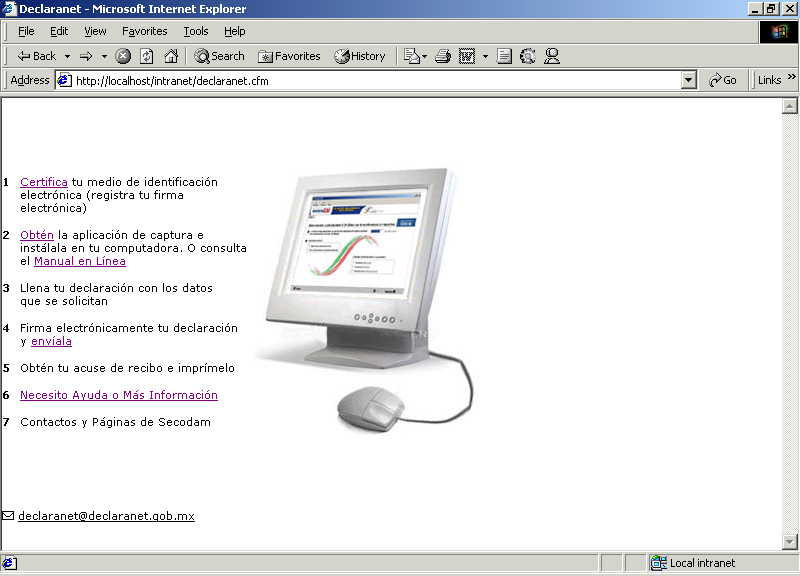 Declaranet - Microsoft Internet Explorer
File Edit View Favorites Tools Help
Back Search Favorites History
Address http://localhost/intranet/declaranet.cfm Go Links »
1 Certifica tu medio de identificación
electrónica (registra tu firma
electrónica)
2 Obtén la aplicación de captura e
instálala en tu computadora. O consulta
el Manual en Línea
3 Llena tu declaración con los datos
que se solicitan
4 Firma electrónicamente tu declaración
y envíala
5 Obtén tu acuse de recibo e imprímelo
6 Necesito Ayuda o Más Información
7 Contactos y Páginas de Secodam
declaranet@declaranet.gob.mx
Local intranet